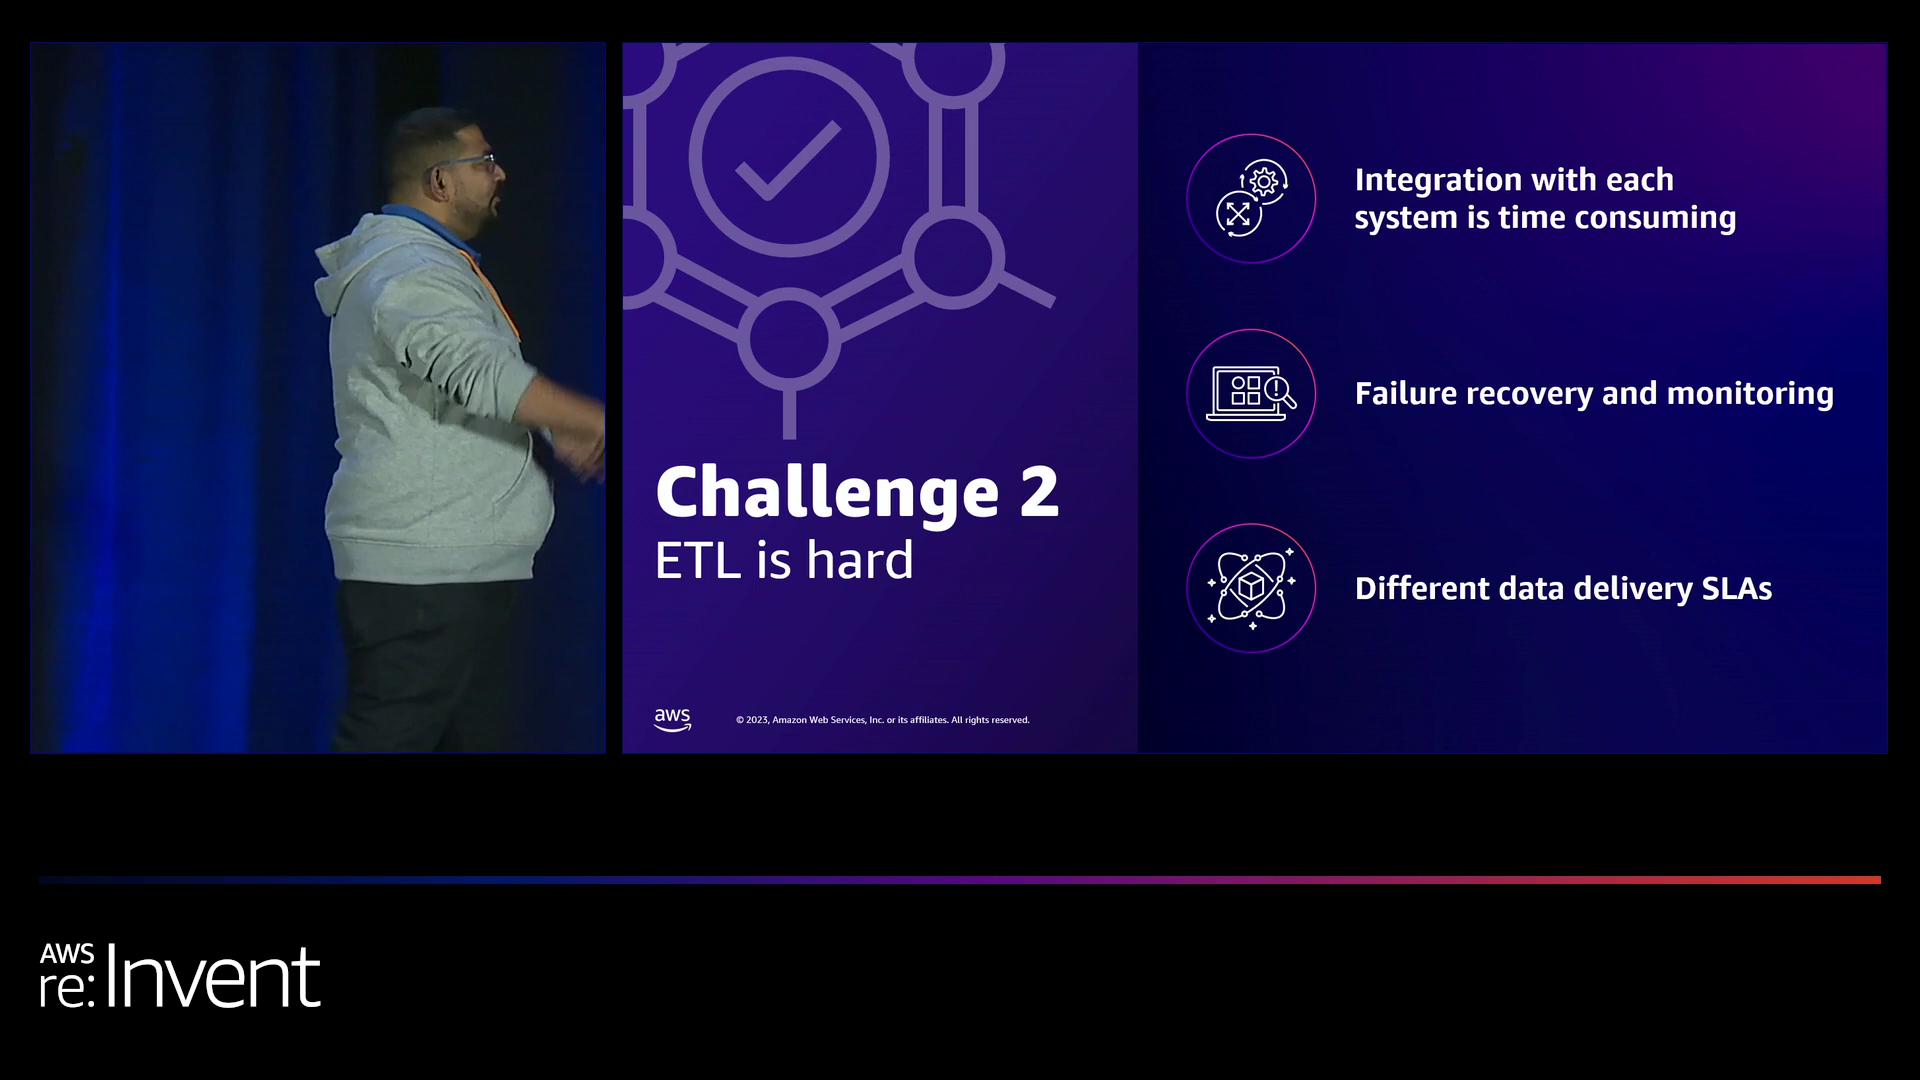 Challenge 2
ETL is hard
aws
© 2023, Amazon Web Services, Inc. or its affiliates. All rights reserved.
Integration with each
system is time consuming
Failure recovery and monitoring
Different data delivery SLAs
AWS
re:Invent